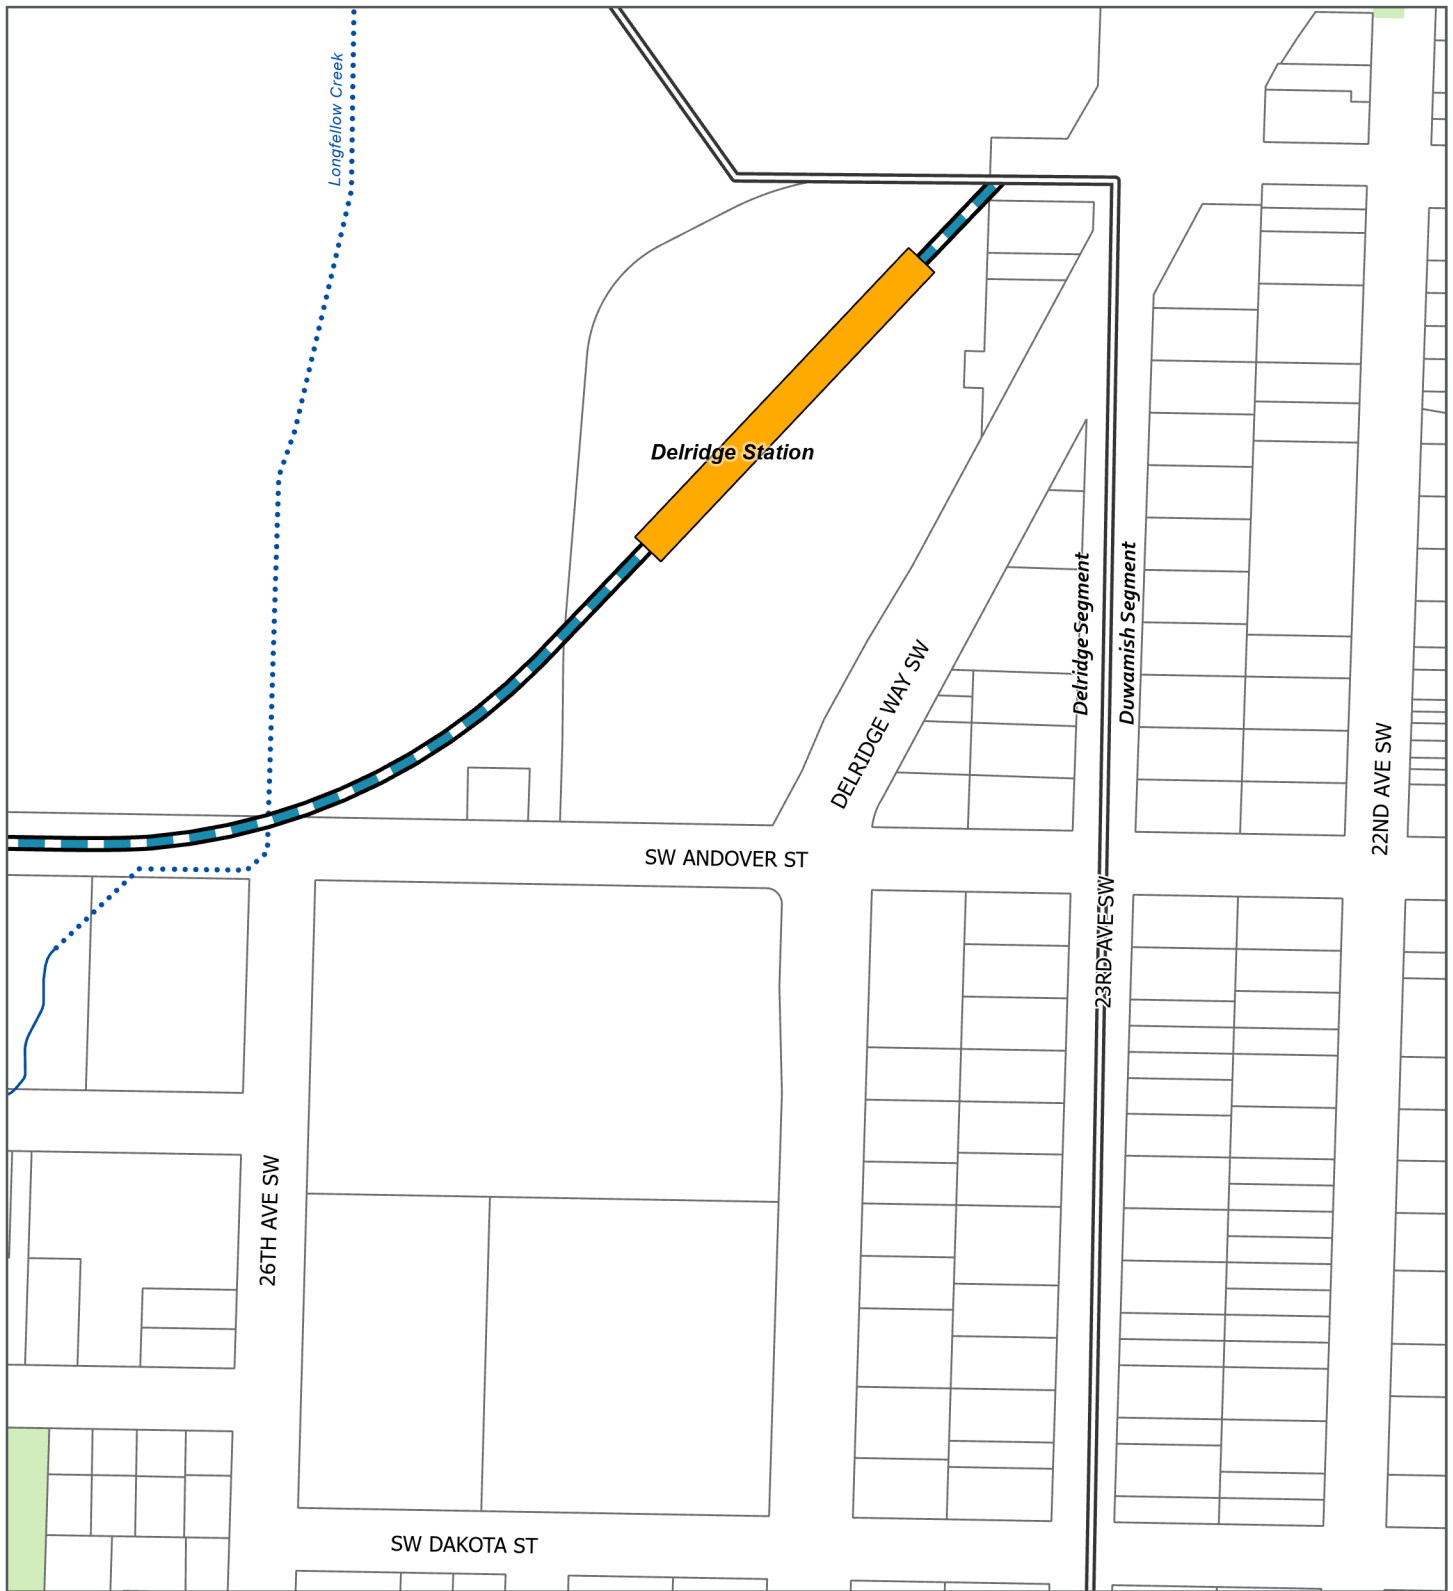 Longfellow Creek
Delridge Station
Delridge Segment
Duwamish Segment
DELRIDGE WAY SW
22ND AVE SW
SW ANDOVER ST
23RD AVE SW
26TH AVE SW
SW DAKOTA ST